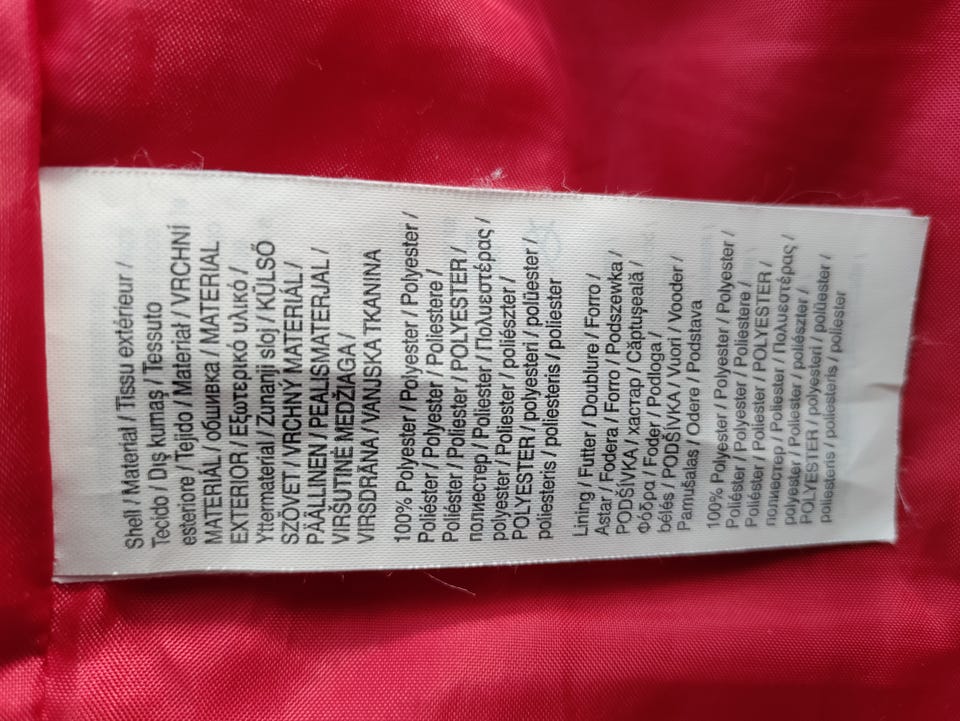 Shell / Material / Tissu extérieur /
Tecido / Dış kumaş / Tessuto
esteriore / Tejido / Materiał / VRCHNÍ
MATERIÁL / обшивка / MATERIAL
EXTERIOR / Εξωτερικό υλικό /
Yttermaterial / Zunanji sloj / KÜLSŐ
SZÖVET / VRCHNÝ MATERIÁL /
PÄÄLLINEN / PEALISMATERJAL /
VIRŠUTINĖ MEDŽIAGA /
VIRSDRĀNA / VANJSKA TKANINA
100% Polyester / Polyester / Polyester /
Poliéster / Polyester / Poliestere /
Poliéster / Poliester / POLYESTER /
полиестер / Poliester / Πολυεστέρας /
polyester / Poliester / poliészter /
POLYESTER / polyesteri / polüester /
poliesteris / poliesteris / poliester
Lining / Futter / Doublure / Forro /
Astar / Fodera / Forro / Podszewka /
PODŠÍVKA / хастар / Căptuşeală /
Φόδρα / Foder / Podloga /
bélés / PODŠÍVKA / Vuori / Vooder /
Pamušalas / Odere / Podstava
100% Polyester / Polyester / Polyester /
Poliéster / Polyester / Poliestere /
Poliéster / Poliester / POLYESTER /
полиестер / Poliester / Πολυεστέρας /
polyester / Poliester / poliészter /
POLYESTER / polyesteri / polüester /
poliesteris / poliesteris / poliester